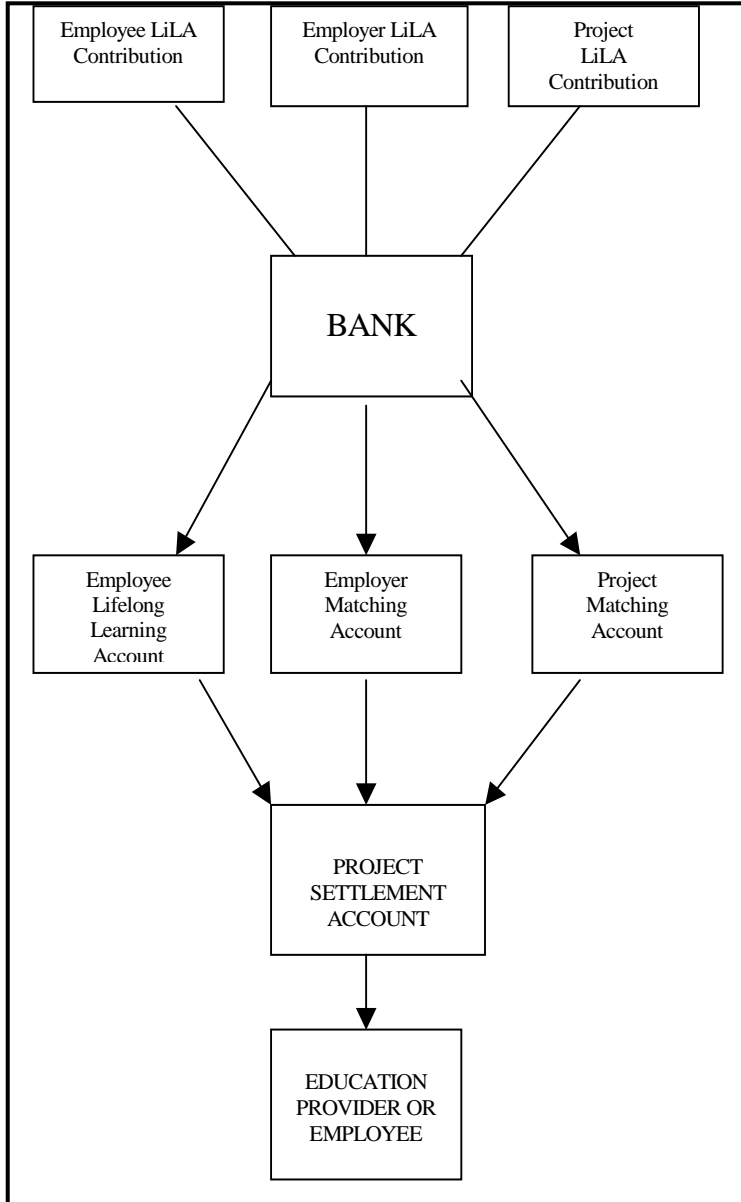 Employee LiLA
Contribution
Employer LiLA
Contribution
Project
LiLA
Contribution
BANK
Employee
Lifelong
Learning
Account
Employer
Matching
Account
Project
Matching
Account
PROJECT
SETTLEMENT
ACCOUNT
EDUCATION
PROVIDER OR
EMPLOYEE